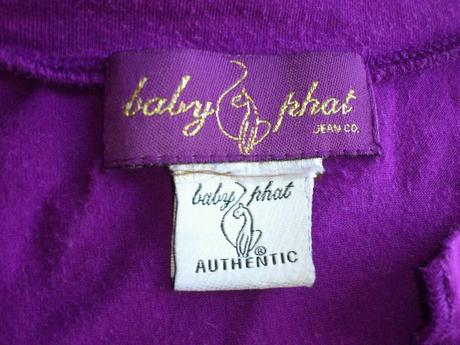 baby phat
JEAN CO.
baby phat
®
AUTHENTIC